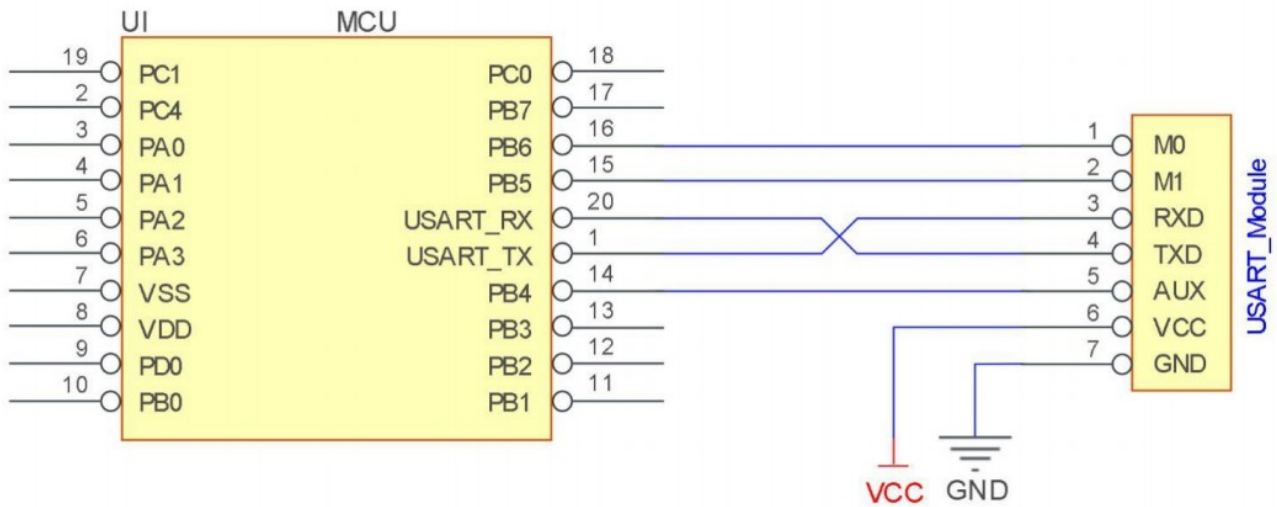 UI MCU
19 PC1 PC0 18
2 PC4 PB7 17
3 PA0 PB6 16 1 M0
4 PA1 PB5 15 2 M1
5 PA2 USART_RX 20 3 RXD
6 PA3 USART_TX 1 4 TXD
7 VSS PB4 14 5 AUX
8 VDD PB3 13 6 VCC
9 PD0 PB2 12 7 GND
10 PB0 PB1 11
USART_Module
VCC GND